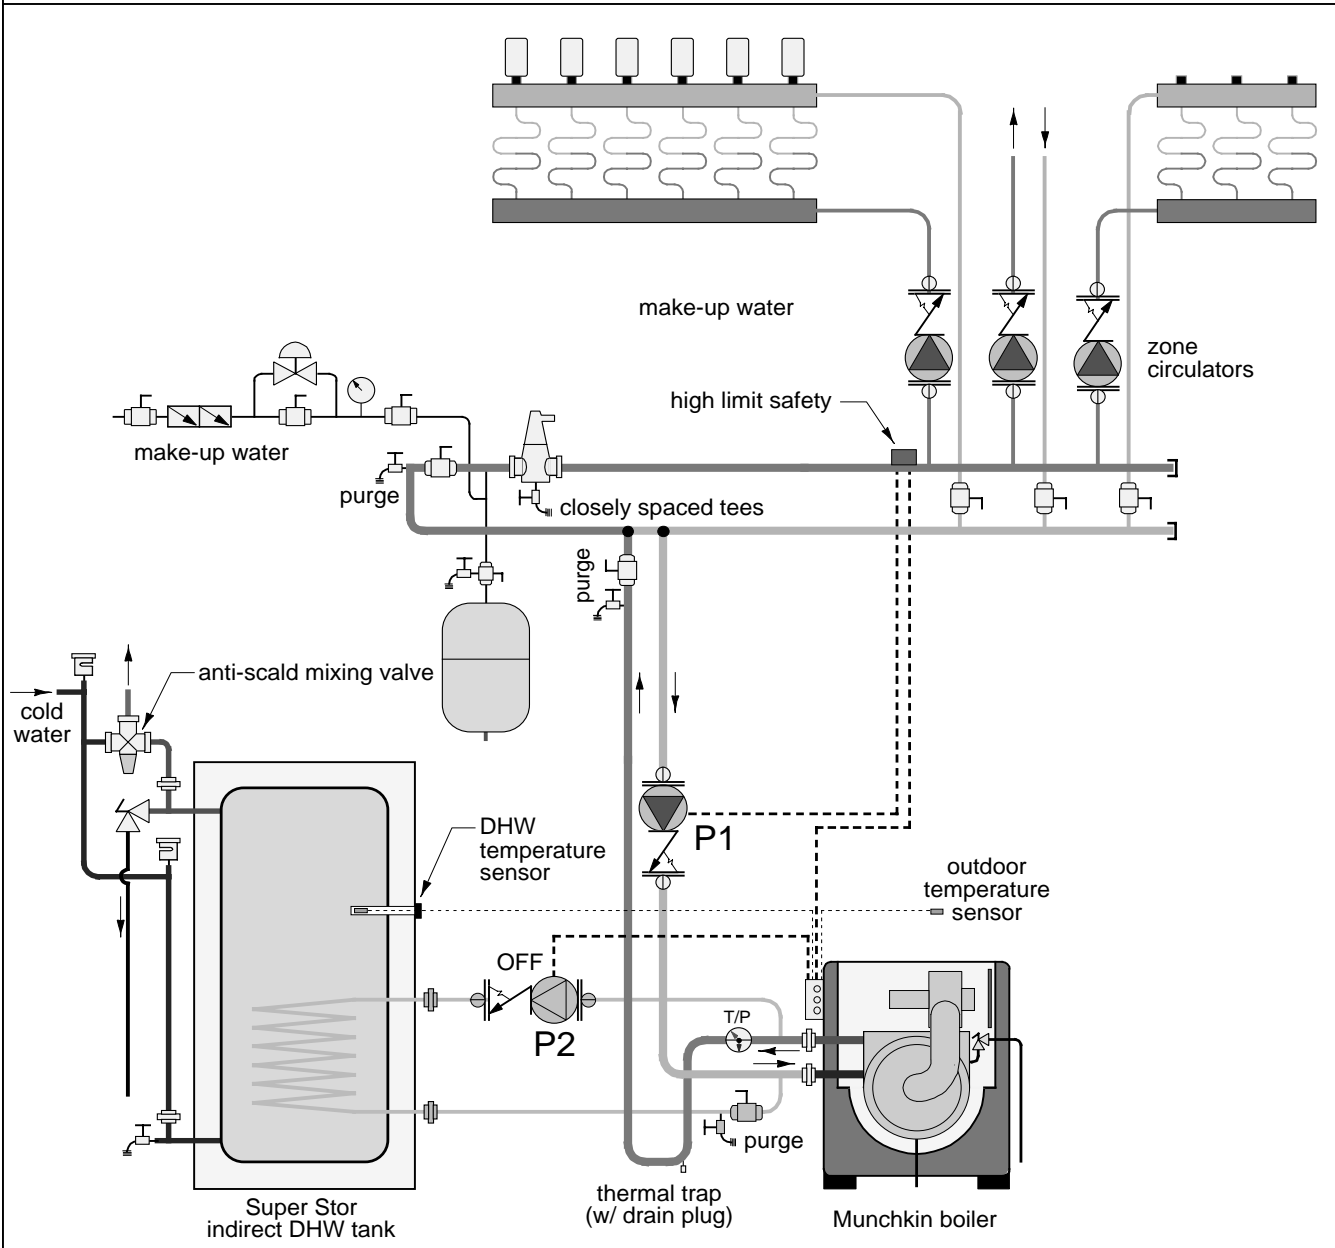 make-up water
zone
circulators
high limit safety
make-up water
purge
closely spaced tees
purge
anti-scald mixing valve
cold
water
DHW
temperature
sensor
P1
outdoor
temperature
sensor
OFF
P2
T/P
purge
thermal trap
(w/ drain plug)
Super Stor
indirect DHW tank
Munchkin boiler